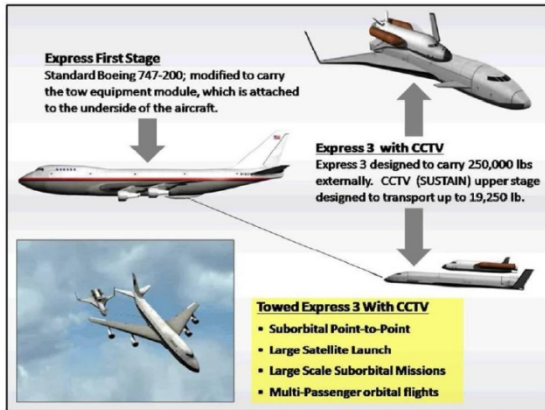 Express First Stage
Standard Boeing 747-200; modified to carry
the tow equipment module, which is attached
to the underside of the aircraft.
Express 3 with CCTV
Express 3 designed to carry 250,000 lbs
externally. CCTV (SUSTAIN) upper stage
designed to transport up to 19,250 lb.
Towed Express 3 With CCTV
▪ Suborbital Point-to-Point
▪ Large Satellite Launch
▪ Large Scale Suborbital Missions
▪ Multi-Passenger orbital flights